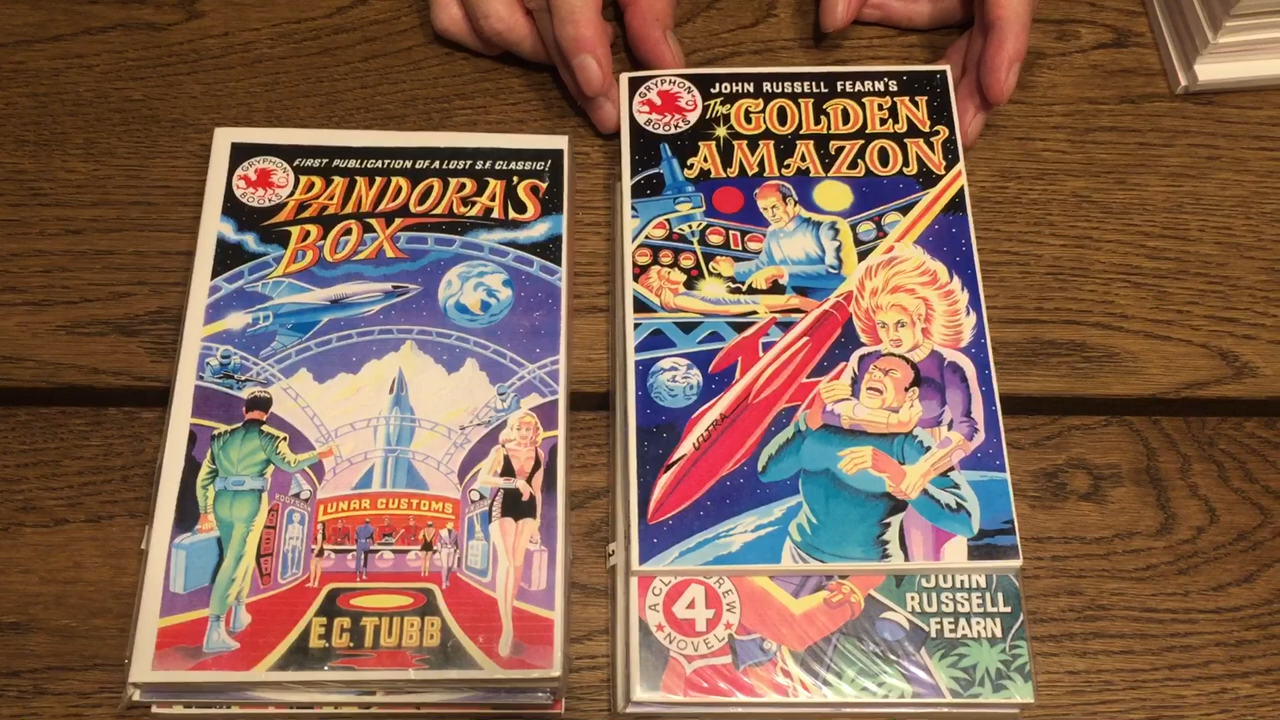 GRYPHON
BOOKS
FIRST PUBLICATION OF A LOST S.F. CLASSIC!
PANDORA'S
BOX
LUNAR CUSTOMS
E.C. TUBB
GRYPHON
BOOKS
JOHN RUSSELL FEARN'S
The GOLDEN
AMAZON
ULTRA
4
NOVEL
JOHN
RUSSELL
FEARN